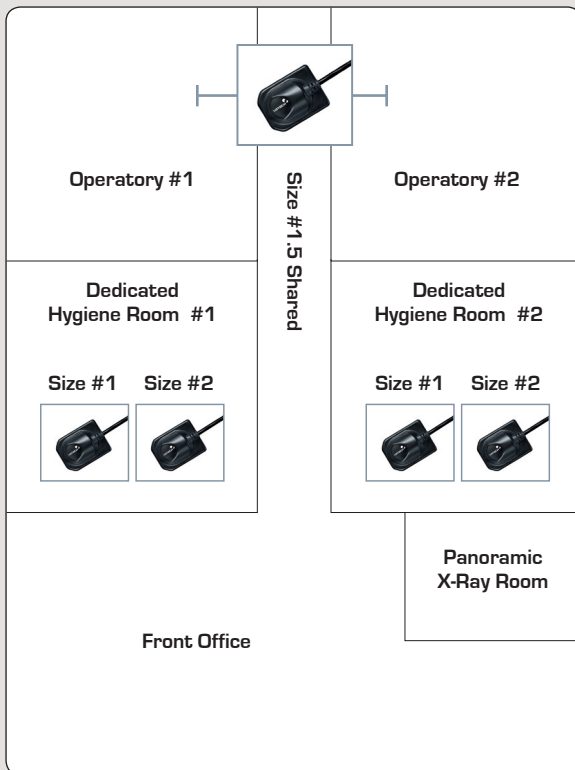 Operatory #1
Operatory #2
Size #1.5 Shared
Dedicated
Hygiene Room #1
Dedicated
Hygiene Room #2
Size #1 Size #2
Size #1 Size #2
Panoramic
X-Ray Room
Front Office